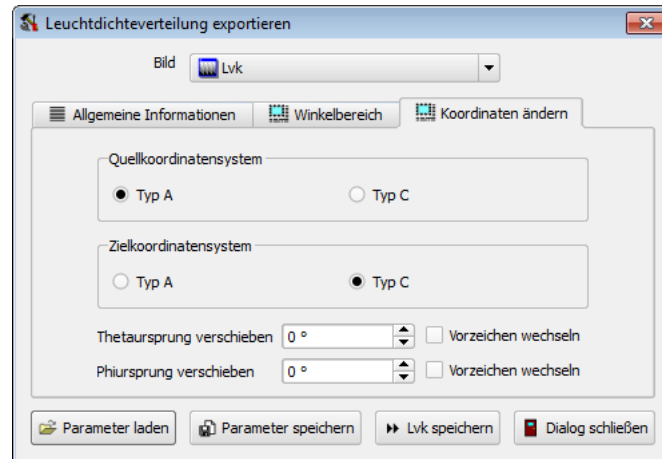 Leuchtdichteverteilung exportieren
Bild Lvk
Allgemeine Informationen Winkelbereich Koordinaten ändern
Quellkoordinatensystem
Typ A Typ C
Zielkoordinatensystem
Typ A Typ C
Thetaursprung verschieben 0 ° Vorzeichen wechseln
Phiursprung verschieben 0 ° Vorzeichen wechseln
Parameter laden Parameter speichern Lvk speichern Dialog schließen